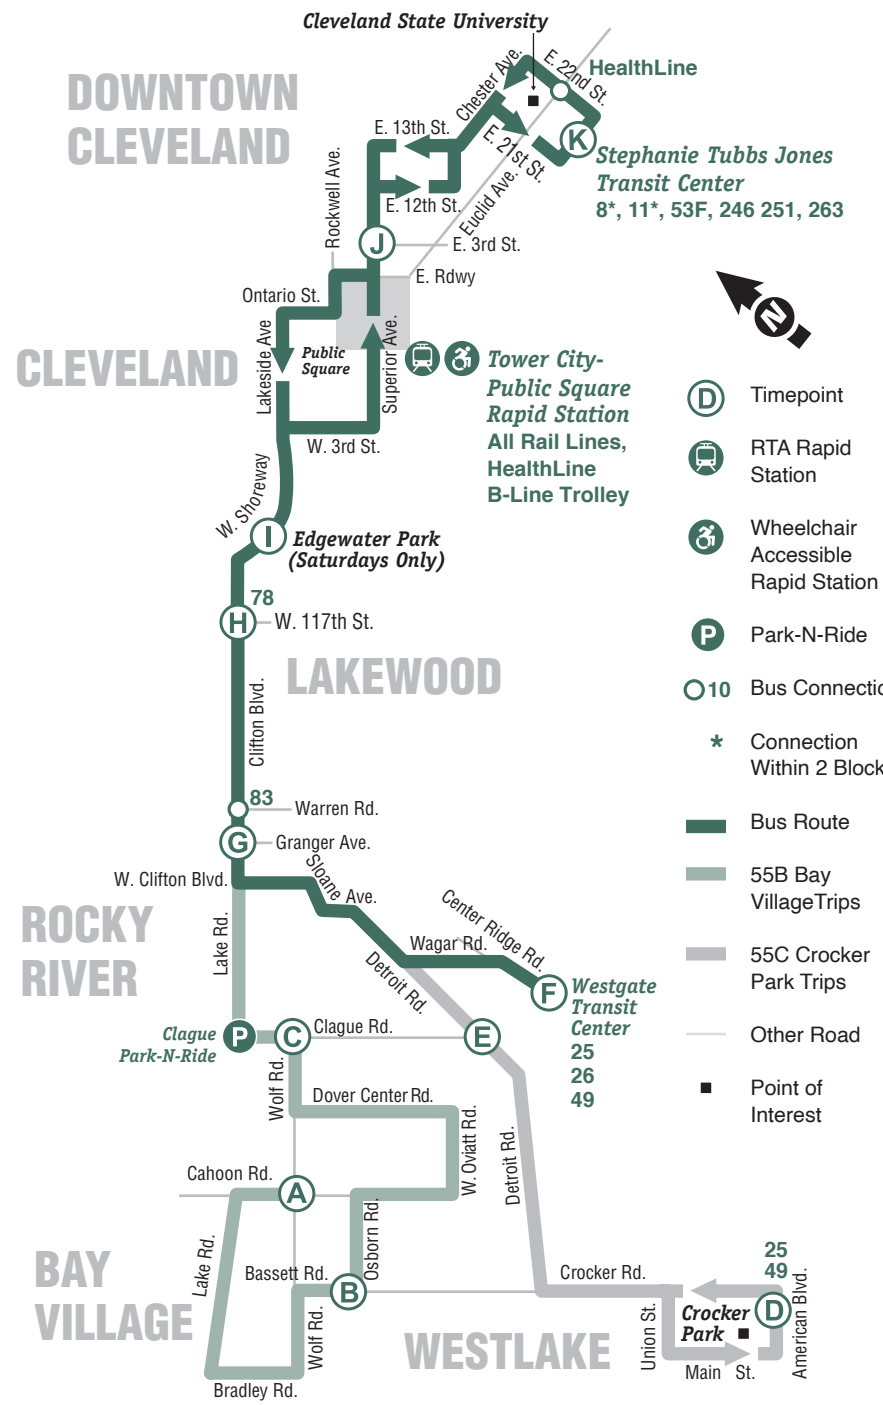 Cleveland State University
DOWNTOWN
CLEVELAND
Chester Ave.
E. 22nd St.
HealthLine
E. 13th St.
E. 21st St.
K
Stephanie Tubbs Jones
Transit Center
8*, 11*, 53F, 246 251, 263
Rockwell Ave.
E. 12th St.
Euclid Ave.
J
E. 3rd St.
E. Rdwy
Ontario St.
N
CLEVELAND
Lakeside Ave
Public
Square
Superior Ave.
Tower City-
Public Square
Rapid Station
All Rail Lines,
HealthLine
B-Line Trolley
W. 3rd St.
W. Shoreway
I
Edgewater Park
(Saturdays Only)
78
H
W. 117th St.
LAKEWOOD
Clifton Blvd.
83
Warren Rd.
G
Granger Ave.
W. Clifton Blvd.
Sloane Ave.
ROCKY
RIVER
Lake Rd.
Wagar Rd.
Center Ridge Rd.
Detroit Rd.
F
Westgate
Transit
Center
25
26
49
Clague
Park-N-Ride
P
C
Clague Rd.
E
Wolf Rd.
Dover Center Rd.
W. Oviatt Rd.
Detroit Rd.
Cahoon Rd.
A
Osborn Rd.
Lake Rd.
BAY
VILLAGE
Bassett Rd.
B
Wolf Rd.
Bradley Rd.
Crocker Rd.
WESTLAKE
Union St.
Crocker
Park
25
49
D
American Blvd.
Main St.
D
Timepoint
RTA Rapid
Station
Wheelchair
Accessible
Rapid Station
P
Park-N-Ride
10
Bus Connectio
*
Connection
Within 2 Block
Bus Route
55B Bay
VillageTrips
55C Crocker
Park Trips
Other Road
Point of
Interest